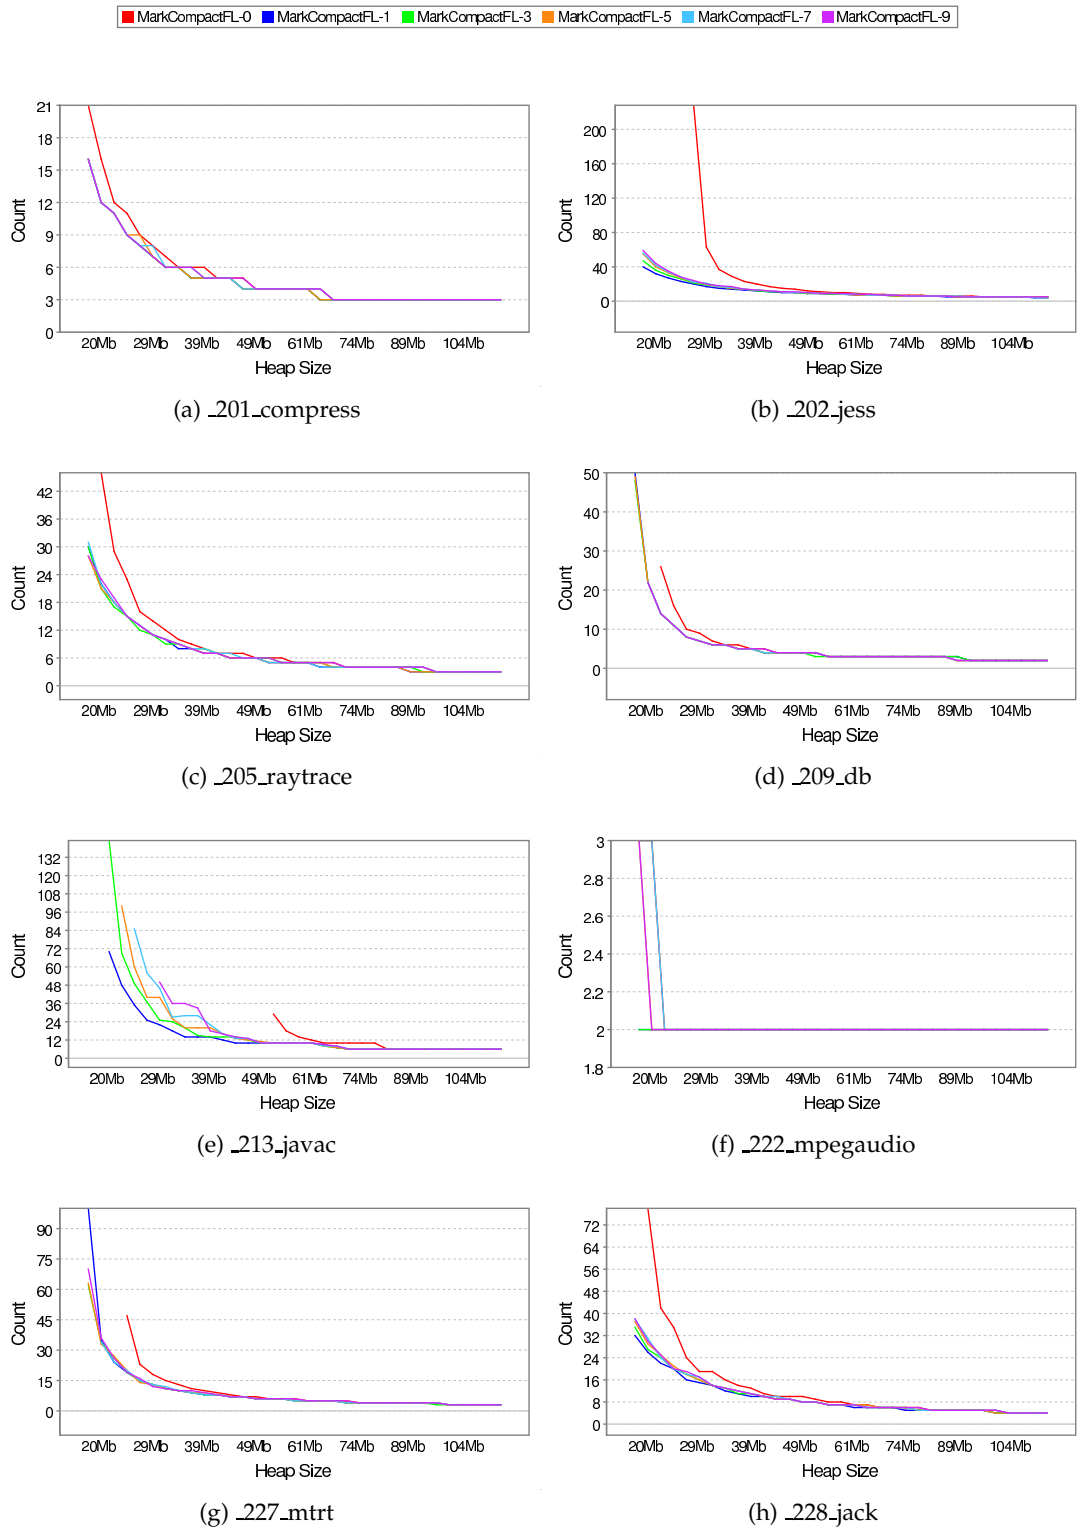 MarkCompactFL-0 MarkCompactFL-1 MarkCompactFL-3 MarkCompactFL-5 MarkCompactFL-7 MarkCompactFL-9
21
18
15
12
9
6
3
0
Count
20Mb 29Mb 39Mb 49Mb 61Mb 74Mb 89Mb 104Mb
Heap Size
(a) _201_compress
200
160
120
80
40
0
Count
20Mb 29Mb 39Mb 49Mb 61Mb 74Mb 89Mb 104Mb
Heap Size
(b) _202_jess
42
36
30
24
18
12
6
0
Count
20Mb 29Mb 39Mb 49Mb 61Mb 74Mb 89Mb 104Mb
Heap Size
(c) _205_raytrace
50
40
30
20
10
0
Count
20Mb 29Mb 39Mb 49Mb 61Mb 74Mb 89Mb 104Mb
Heap Size
(d) _209_db
132
120
108
96
84
72
60
48
36
24
12
0
Count
20Mb 29Mb 39Mb 49Mb 61Mb 74Mb 89Mb 104Mb
Heap Size
(e) _213_javac
3
2.8
2.6
2.4
2.2
2
1.8
Count
20Mb 29Mb 39Mb 49Mb 61Mb 74Mb 89Mb 104Mb
Heap Size
(f) _222_mpegaudio
90
75
60
45
30
15
0
Count
20Mb 29Mb 39Mb 49Mb 61Mb 74Mb 89Mb 104Mb
Heap Size
(g) _227_mtrt
72
64
56
48
40
32
24
16
8
0
Count
20Mb 29Mb 39Mb 49Mb 61Mb 74Mb 89Mb 104Mb
Heap Size
(h) _228_jack